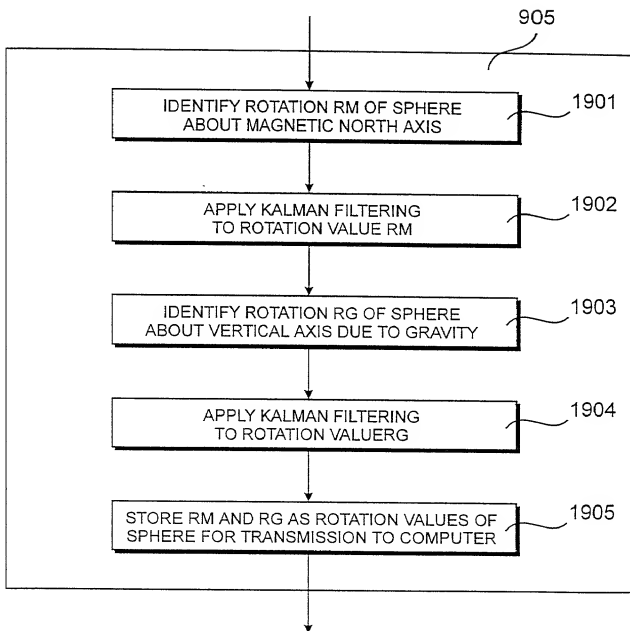 905
IDENTIFY ROTATION RM OF SPHERE
ABOUT MAGNETIC NORTH AXIS
1901
APPLY KALMAN FILTERING
TO ROTATION VALUE RM
1902
IDENTIFY ROTATION RG OF SPHERE
ABOUT VERTICAL AXIS DUE TO GRAVITY
1903
APPLY KALMAN FILTERING
TO ROTATION VALUERG
1904
STORE RM AND RG AS ROTATION VALUES OF
SPHERE FOR TRANSMISSION TO COMPUTER
1905